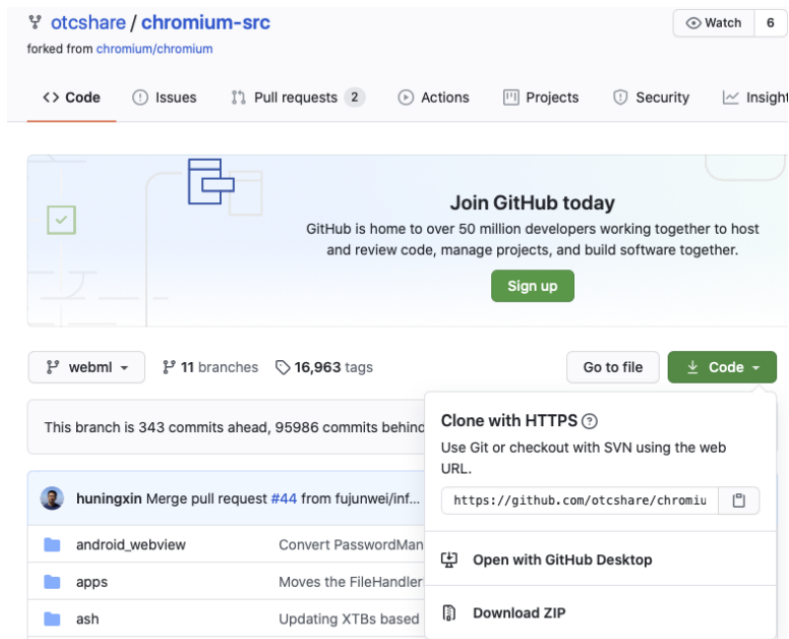 otcshare / chromium-src
Watch 6
forked from chromium/chromium
Code Issues Pull requests 2 Actions Projects Security Insight
Join GitHub today
GitHub is home to over 50 million developers working together to host
and review code, manage projects, and build software together.
Sign up
webml 11 branches 16,963 tags Go to file Code
This branch is 343 commits ahead, 95986 commits behind
Clone with HTTPS
Use Git or checkout with SVN using the web
URL.
https://github.com/otcshare/chromiu
huningxin Merge pull request #44 from fujunwei/inf...
android_webview Convert PasswordMan
Open with GitHub Desktop
apps Moves the FileHandler
ash Updating XTBs based
Download ZIP